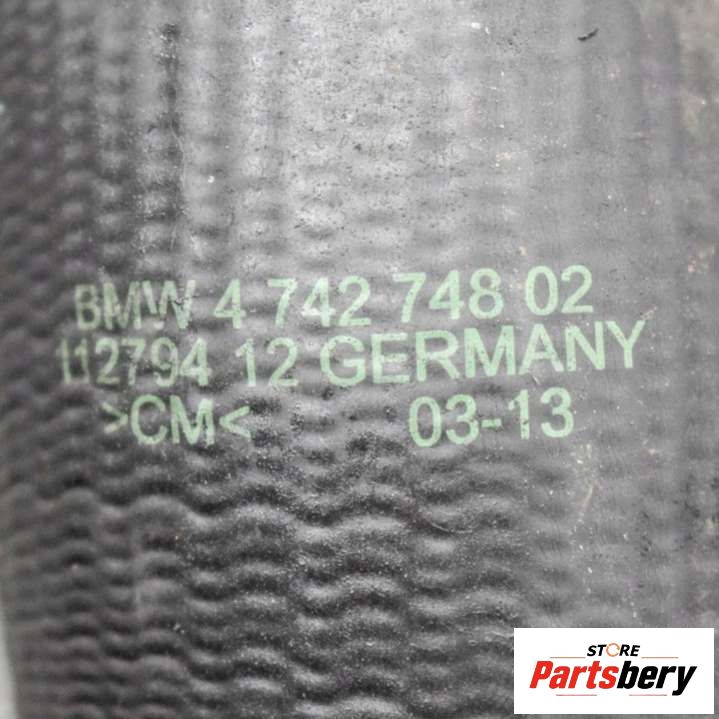 BMW 4 742 748 02
112794 12 GERMANY
>CM< 03-13
STORE
Partsbery